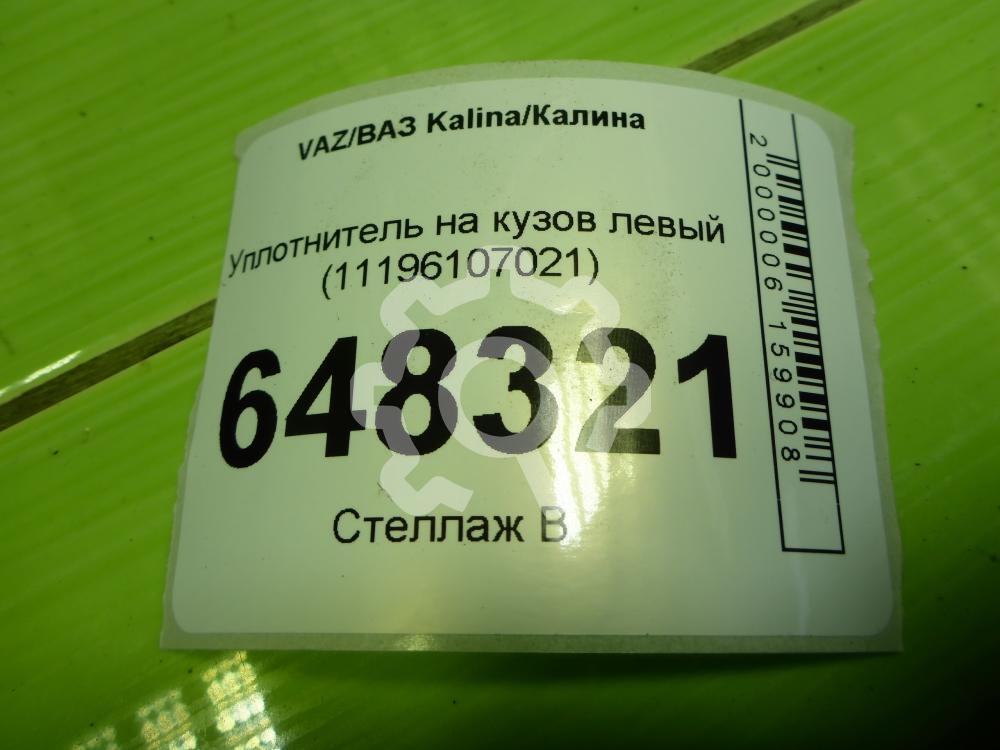 VAZ/ВАЗ Kalina/Калина
Уплотнитель на кузов левый
(11196107021)
648321
Стеллаж В
2000006159908